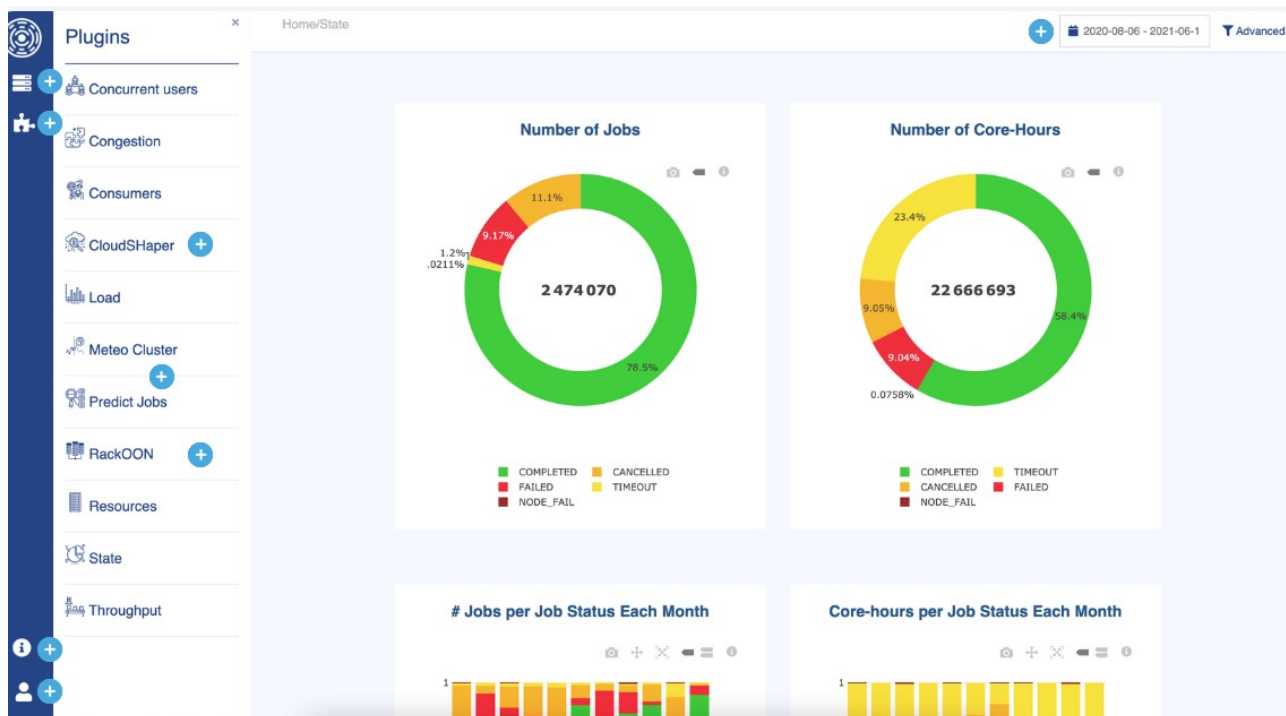 Plugins
×
Concurrent users
Congestion
Consumers
CloudSHaper
Load
Meteo Cluster
Predict Jobs
RackOON
Resources
State
Throughput
Home/State
2020-08-06 - 2021-06-1
Advanced
Number of Jobs
11.1%
9.17%
1.2%
.0211%
2 474 070
78.5%
COMPLETED CANCELLED
FAILED TIMEOUT
NODE_FAIL
Number of Core-Hours
23.4%
9.05%
22 666 693
58.4%
9.04%
0.0758%
COMPLETED TIMEOUT
CANCELLED FAILED
NODE_FAIL
# Jobs per Job Status Each Month
1
Core-hours per Job Status Each Month
1